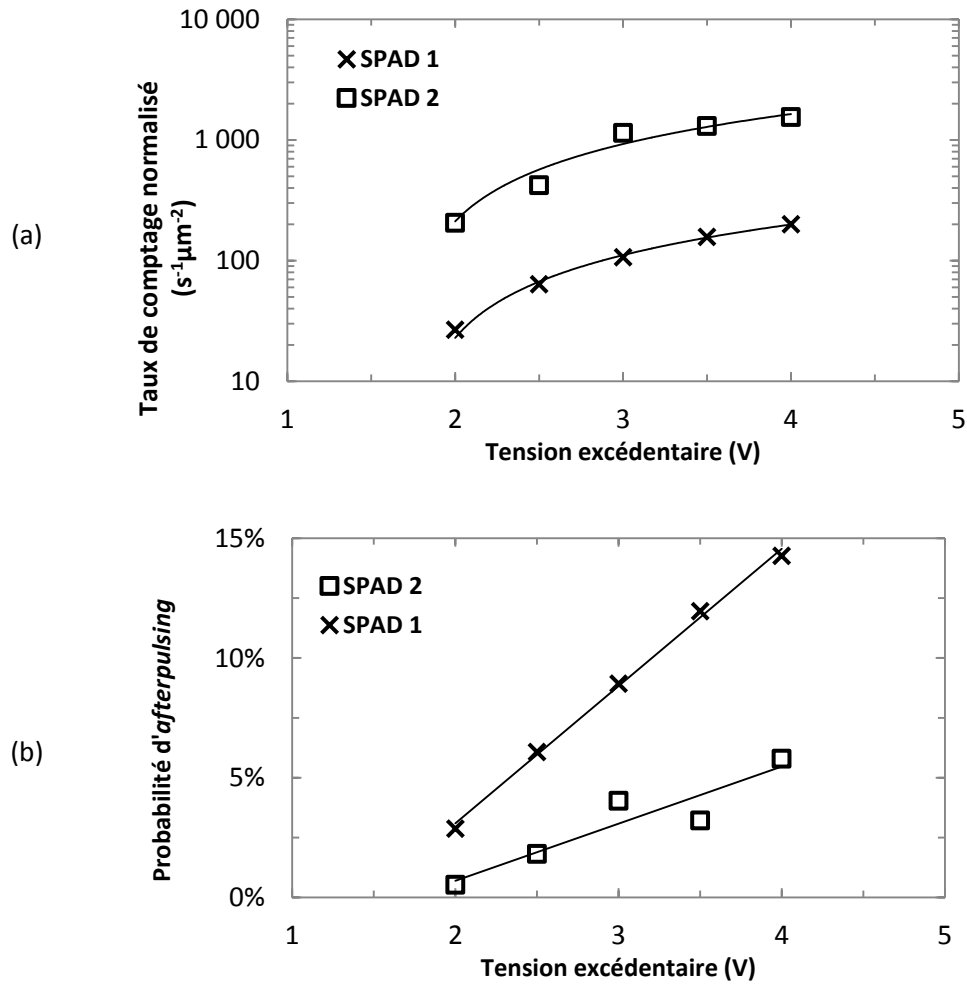 (a)
Taux de comptage normalisé
(s-1µm-2)
10 000
1 000
100
10
SPAD 1
SPAD 2
1 2 3 4 5
Tension excédentaire (V)
(b)
Probabilité d'afterpulsing
15%
10%
5%
0%
SPAD 2
SPAD 1
1 2 3 4 5
Tension excédentaire (V)